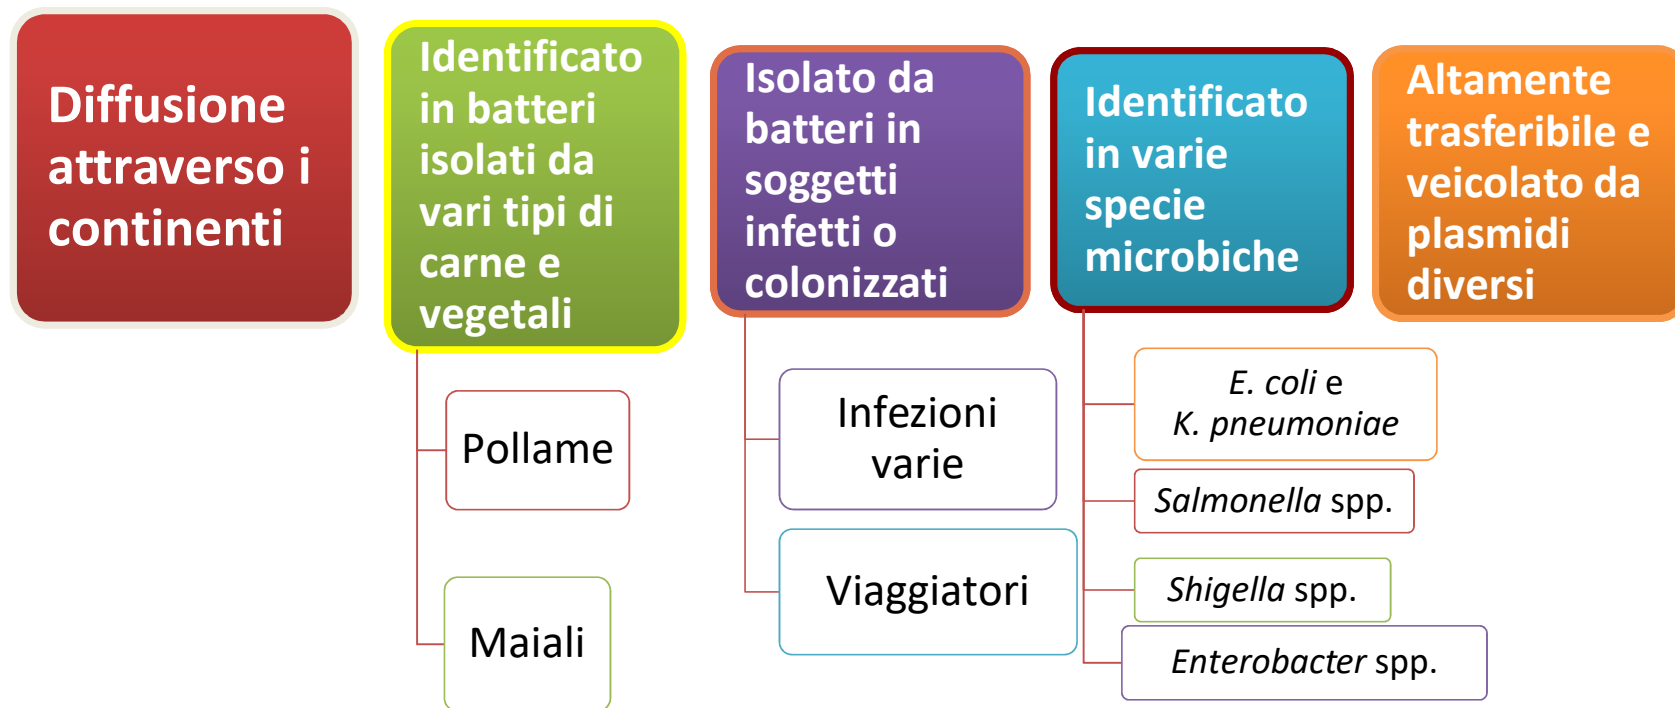 Diffusione
attraverso i
continenti
Identificato
in batteri
isolati da
vari tipi di
carne e
vegetali
Pollame
Maiali
Isolato da
batteri in
soggetti
infetti o
colonizzati
Infezioni
varie
Viaggiatori
Identificato
in varie
specie
microbiche
E. coli e
K. pneumoniae
Salmonella spp.
Shigella spp.
Enterobacter spp.
Altamente
trasferibile e
veicolato da
plasmidi
diversi